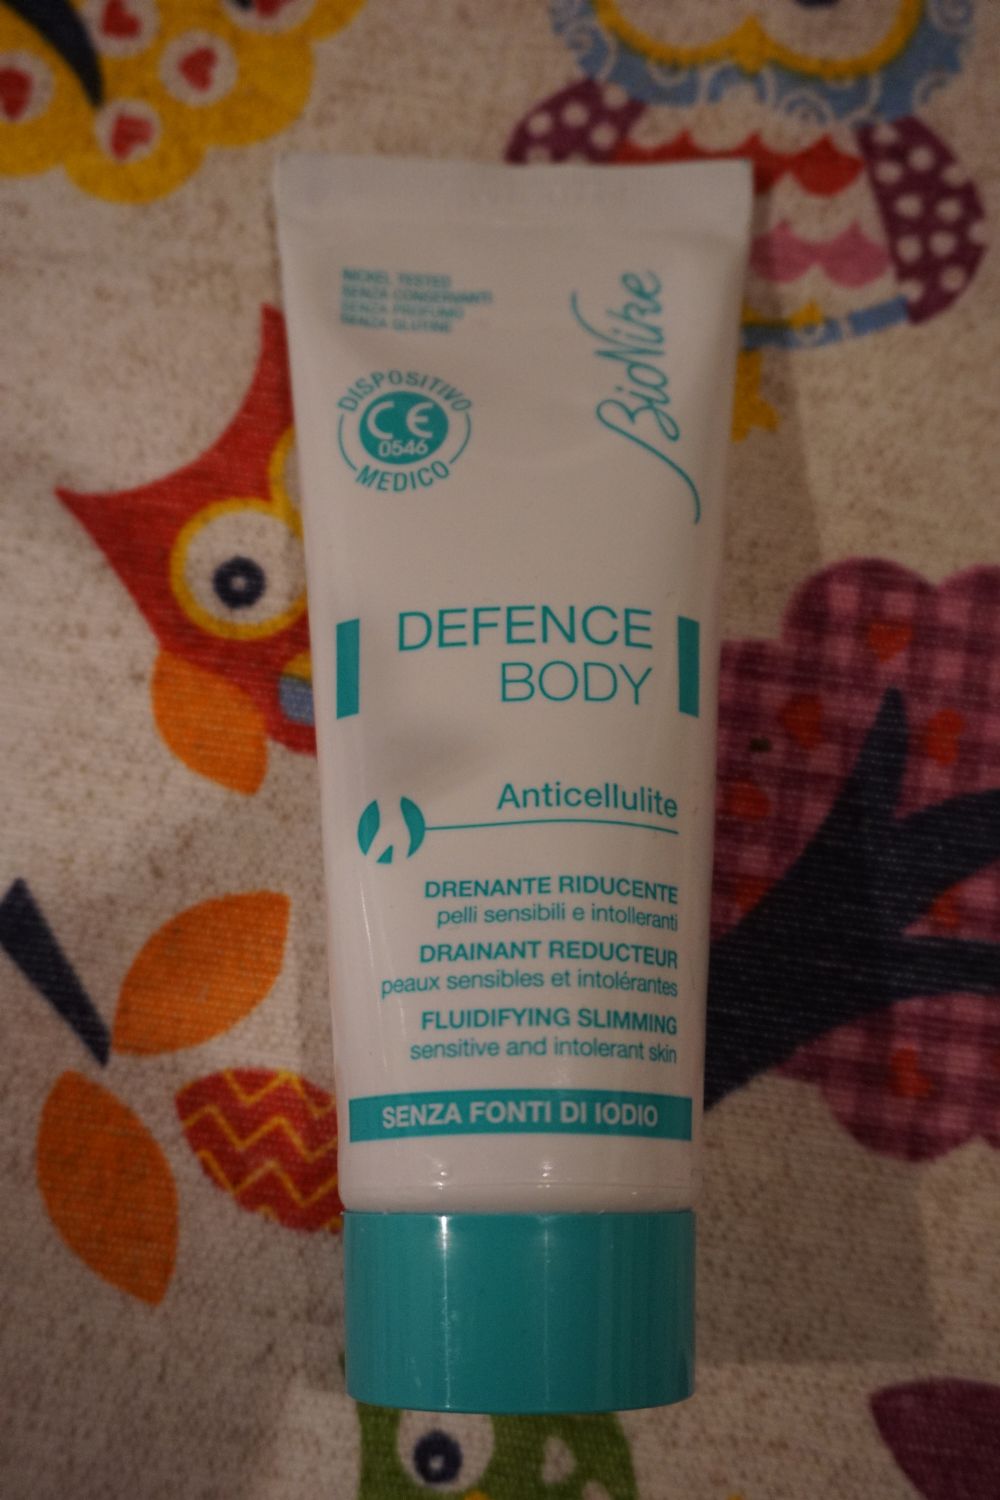 NICKEL TESTED
SENZA CONSERVANTI
SENZA PROFUMO
SENZA GLUTINE
BioNike
DISPOSITIVO
CE
0546
MEDICO
DEFENCE
BODY
Anticellulite
DRENANTE RIDUCENTE
pelli sensibili e intolleranti
DRAINANT REDUCTEUR
peaux sensibles et intolérantes
FLUIDIFYING SLIMMING
sensitive and intolerant skin
SENZA FONTI DI IODIO